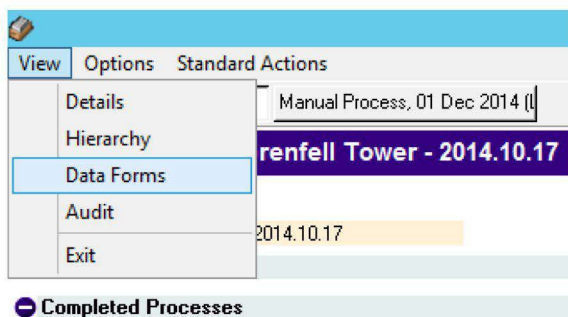 View Options Standard Actions
Details
Manual Process, 01 Dec 2014 (
Hierarchy
renfell Tower - 2014.10.17
Data Forms
Audit
2014.10.17
Exit
Completed Processes